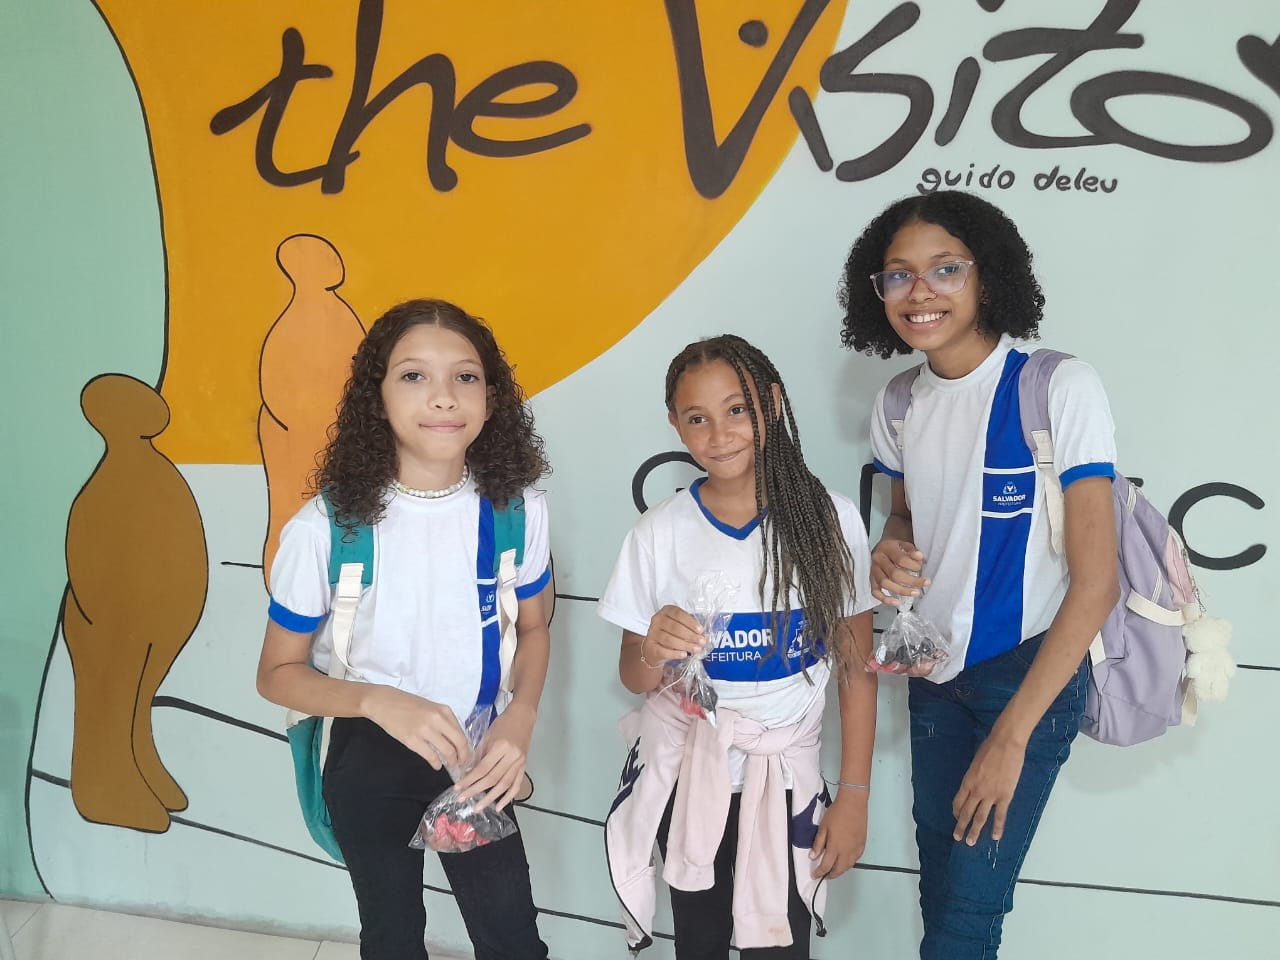 the Visito
guido deleu
SALVADOR
PREFEITURA
SALVADOR
PREFEITURA